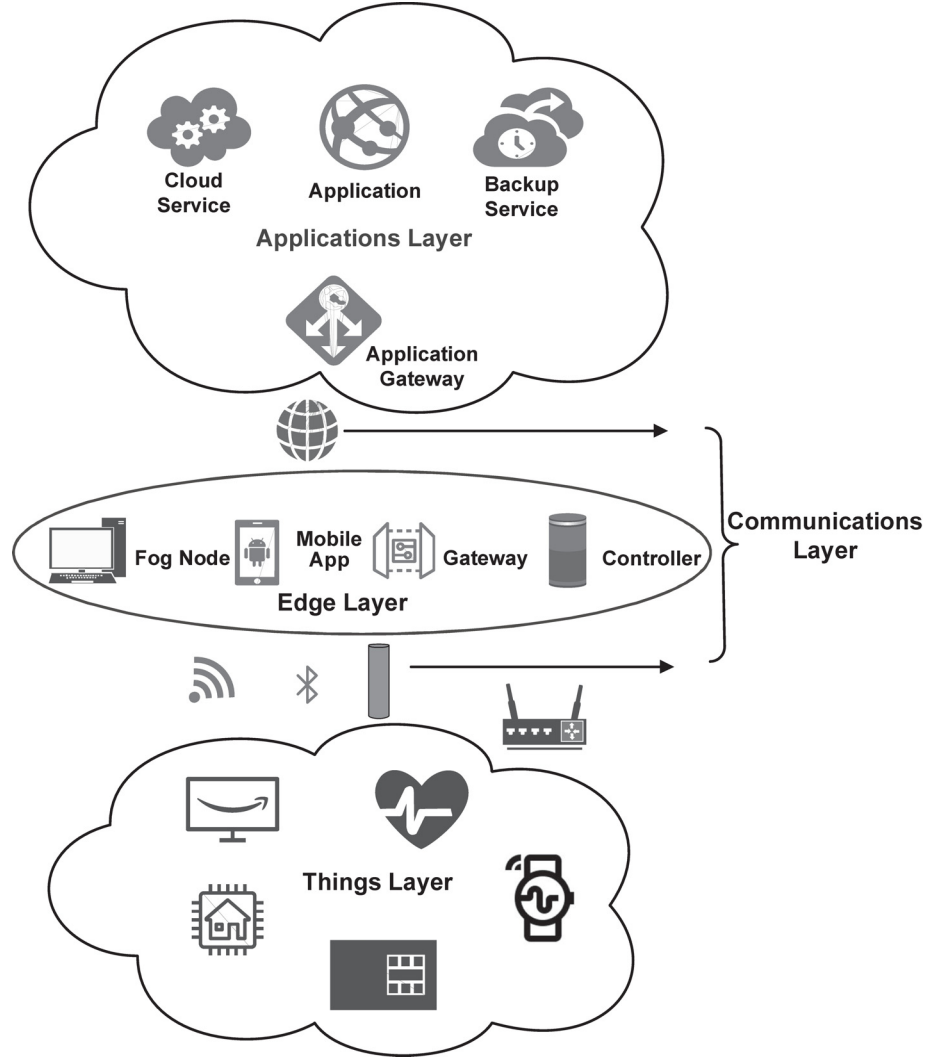 Cloud
Service
Application
Backup
Service
Applications Layer
Application
Gateway
Fog Node
Mobile
App
Gateway
Controller
Edge Layer
Communications
Layer
Things Layer